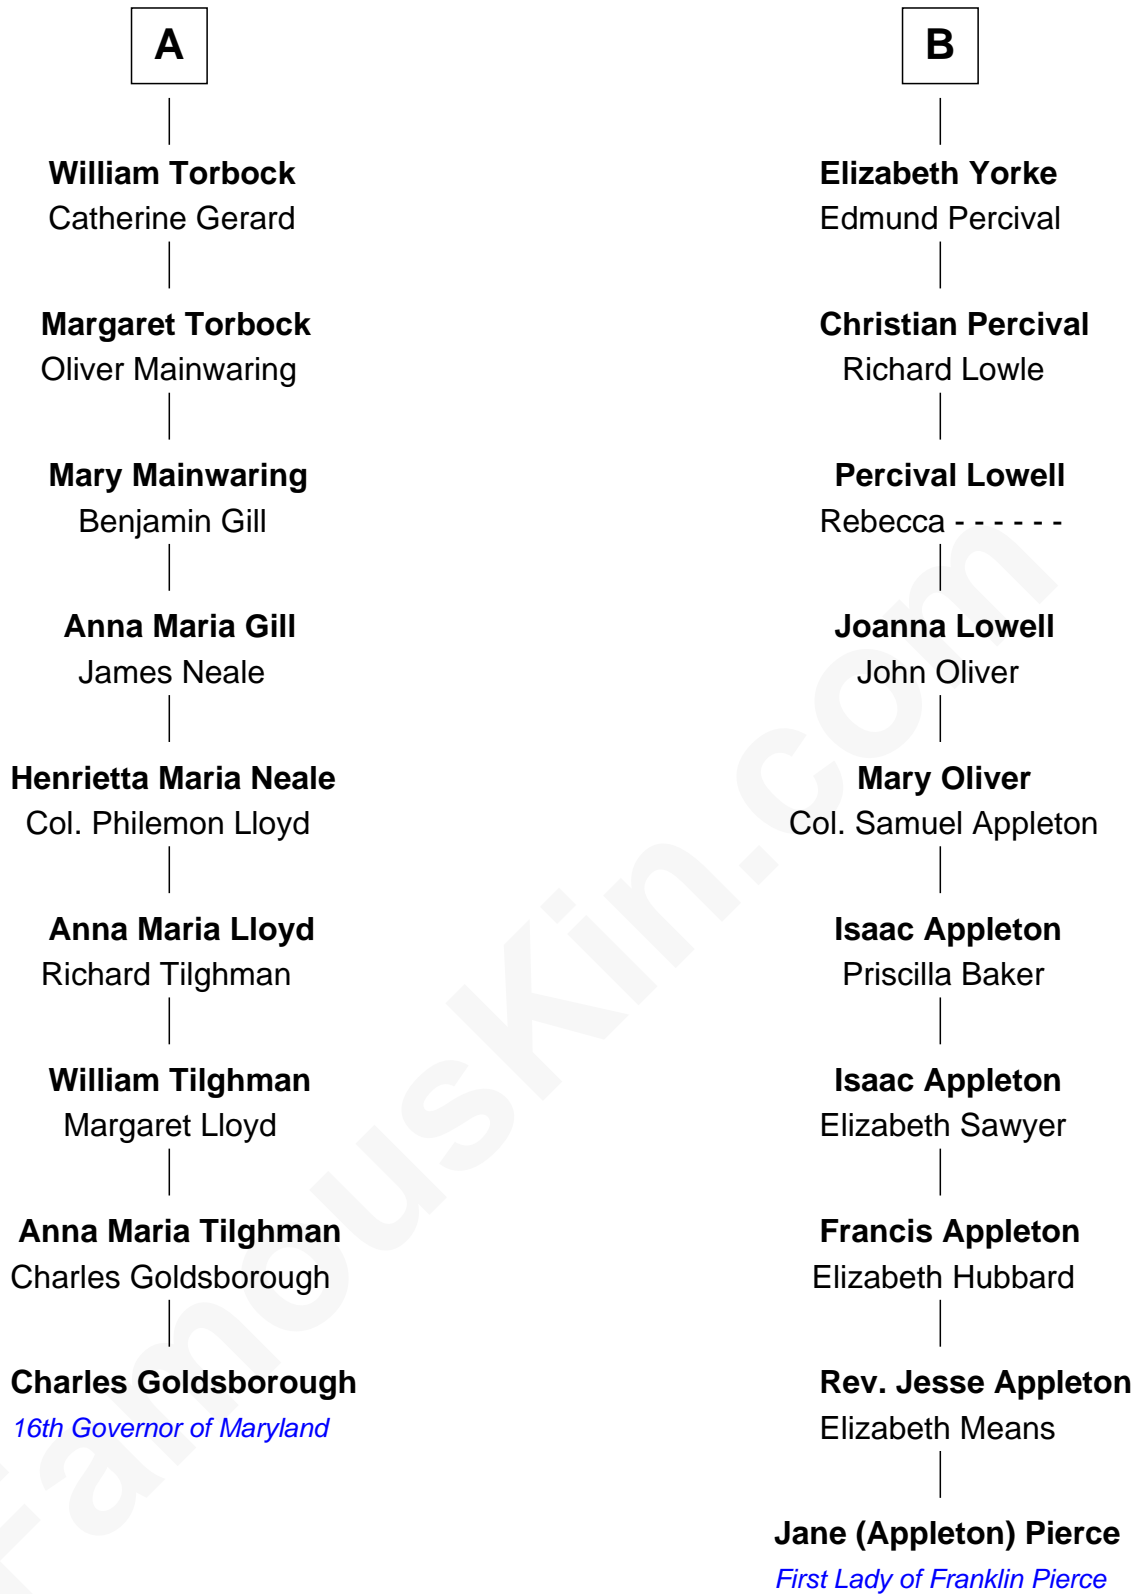 A
William Torbock
Catherine Gerard
Margaret Torbock
Oliver Mainwaring
Mary Mainwaring
Benjamin Gill
Anna Maria Gill
James Neale
Henrietta Maria Neale
Col. Philemon Lloyd
Anna Maria Lloyd
Richard Tilghman
William Tilghman
Margaret Lloyd
Anna Maria Tilghman
Charles Goldsborough
Charles Goldsborough
16th Governor of Maryland
B
Elizabeth Yorke
Edmund Percival
Christian Percival
Richard Lowle
Percival Lowell
Rebecca - - - - - -
Joanna Lowell
John Oliver
Mary Oliver
Col. Samuel Appleton
Isaac Appleton
Priscilla Baker
Isaac Appleton
Elizabeth Sawyer
Francis Appleton
Elizabeth Hubbard
Rev. Jesse Appleton
Elizabeth Means
Jane (Appleton) Pierce
First Lady of Franklin Pierce
FamousKin.com